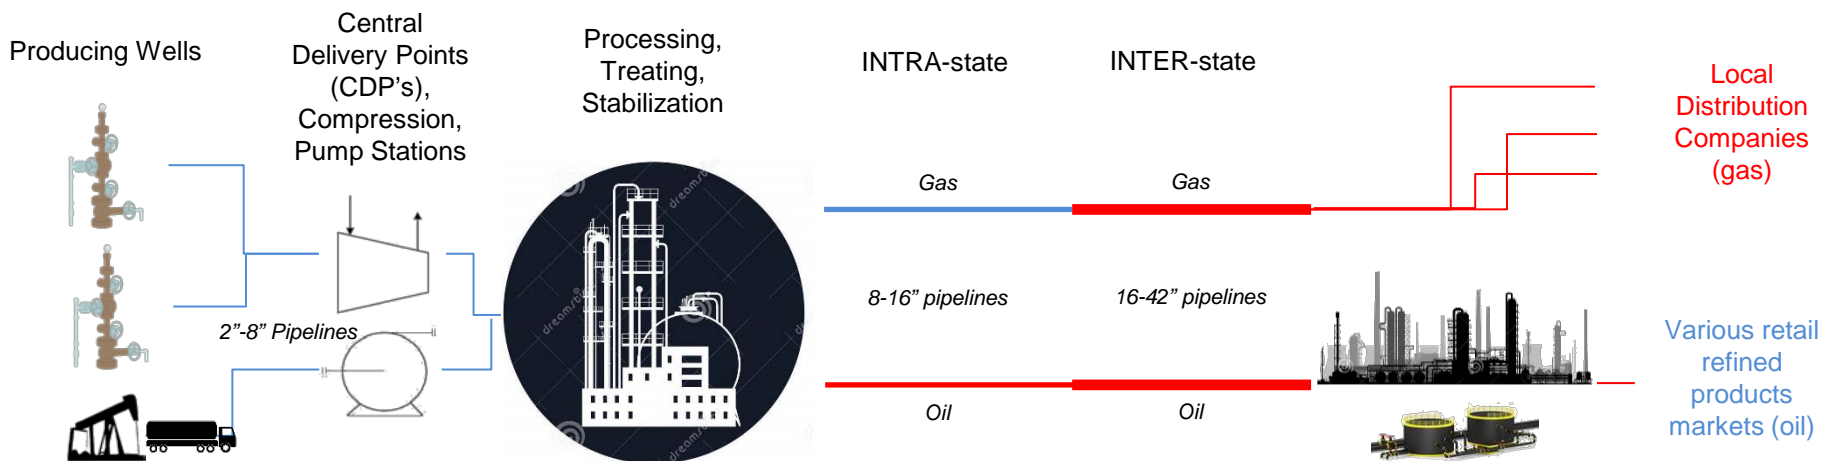 Producing Wells
Central
Delivery Points
(CDP's),
Compression,
Pump Stations
Processing,
Treating,
Stabilization
INTRA-state
INTER-state
Local
Distribution
Companies
(gas)
Gas
Gas
2”-8” Pipelines
8-16” pipelines
16-42” pipelines
Oil
Oil
Various retail
refined
products
markets (oil)
dreamstime
dreamstime